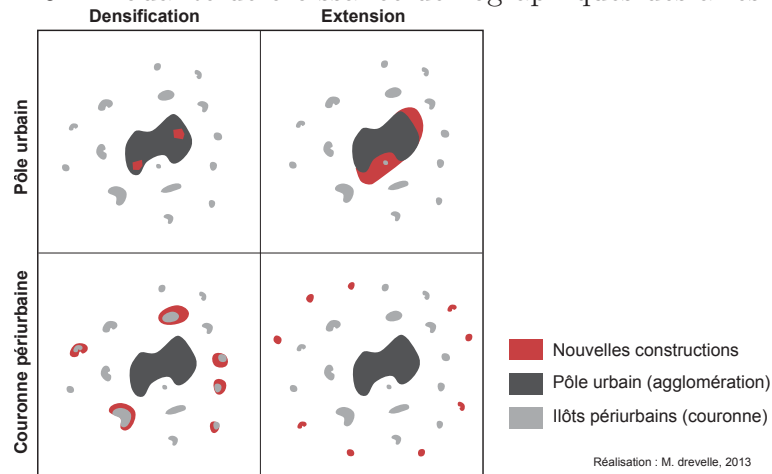 Densification Extension
Pôle urbain
Couronne périurbaine
Nouvelles constructions
Pôle urbain (agglomération)
Ilôts périurbains (couronne)
Réalisation : M. drevelle, 2013